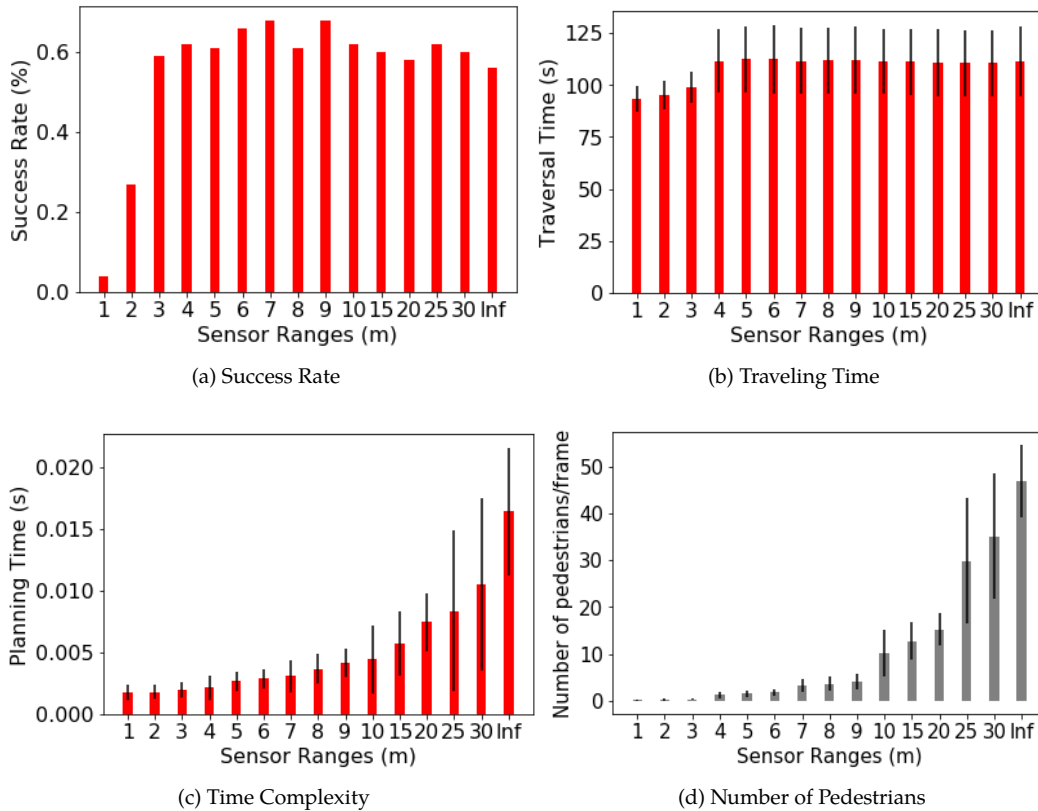 0.6
0.4
0.2
0.0
Success Rate (%)
1 2 3 4 5 6 7 8 9 10 15 20 25 30 Inf
Sensor Ranges (m)
(a) Success Rate
125
100
75
50
25
0
Traversal Time (s)
1 2 3 4 5 6 7 8 9 10 15 20 25 30 Inf
Sensor Ranges (m)
(b) Traveling Time
0.020
0.015
0.010
0.005
0.000
Planning Time (s)
1 2 3 4 5 6 7 8 9 10 15 20 25 30 Inf
Sensor Ranges (m)
(c) Time Complexity
50
40
30
20
10
0
Number of pedestrians/frame
1 2 3 4 5 6 7 8 9 10 15 20 25 30 Inf
Sensor Ranges (m)
(d) Number of Pedestrians